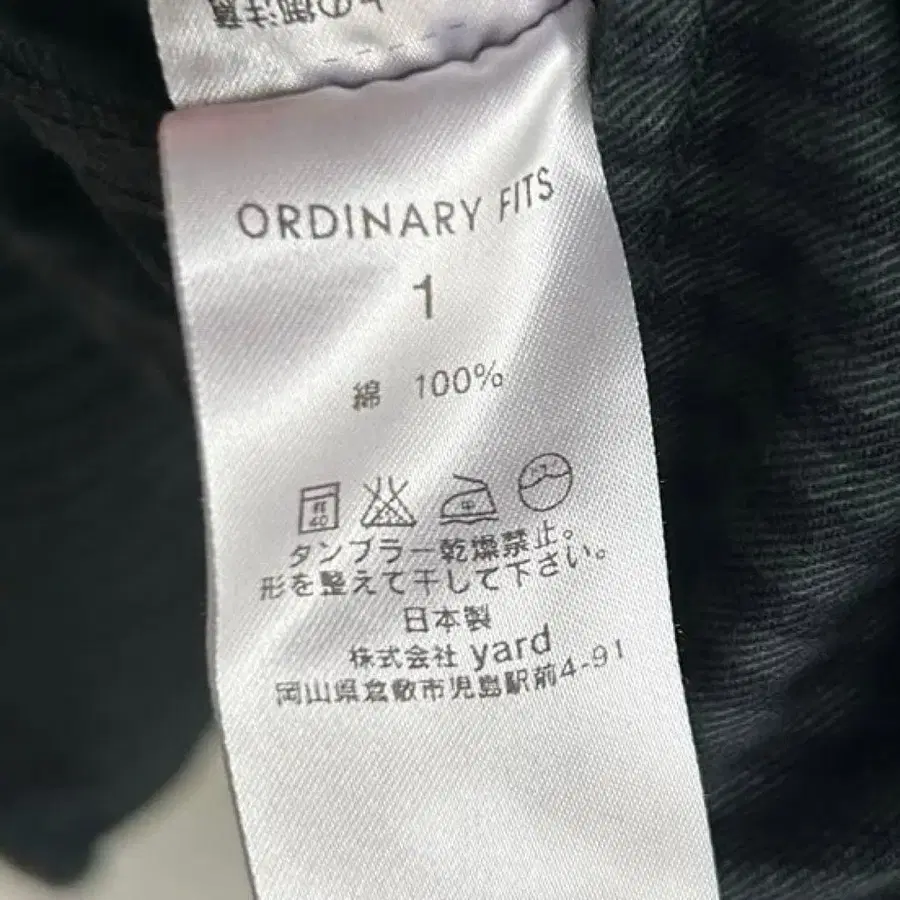 ORDINARY FITS
1
綿 100%
40 中
タンブラー乾燥禁止。
形を整えて干して下さい。
日本製
株式会社 yard
岡山県倉敷市児島駅前4-91